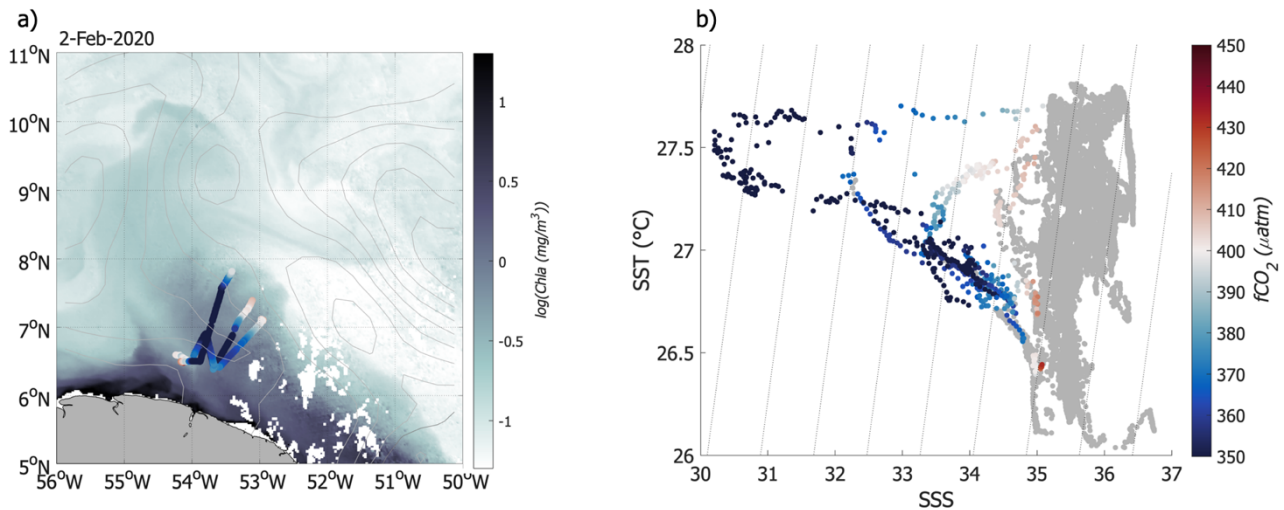 a)
2-Feb-2020
11°N
10°N
9°N
8°N
7°N
6°N
5°N
56°W 55°W 54°W 53°W 52°W 51°W 50°W
1
0.5
0
-0.5
-1
log(Chla (mg/m³))
b)
28
27.5
27
26.5
26
SST (°C)
30 31 32 33 34 35 36 37
SSS
450
440
430
420
410
400
390
380
370
360
350
fCO₂ (μatm)